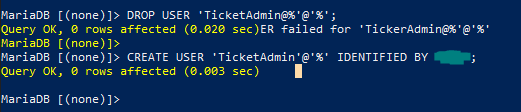 MariaDB [(none)]> DROP USER 'TicketAdmin@%'@'%';
Query OK, 0 rows affected (0.020 sec)ER failed for 'TickerAdmin@%'@'%'
MariaDB [(none)]>
MariaDB [(none)]> CREATE USER 'TicketAdmin'@'%' IDENTIFIED BY ;
Query OK, 0 rows affected (0.003 sec)
MariaDB [(none)]>